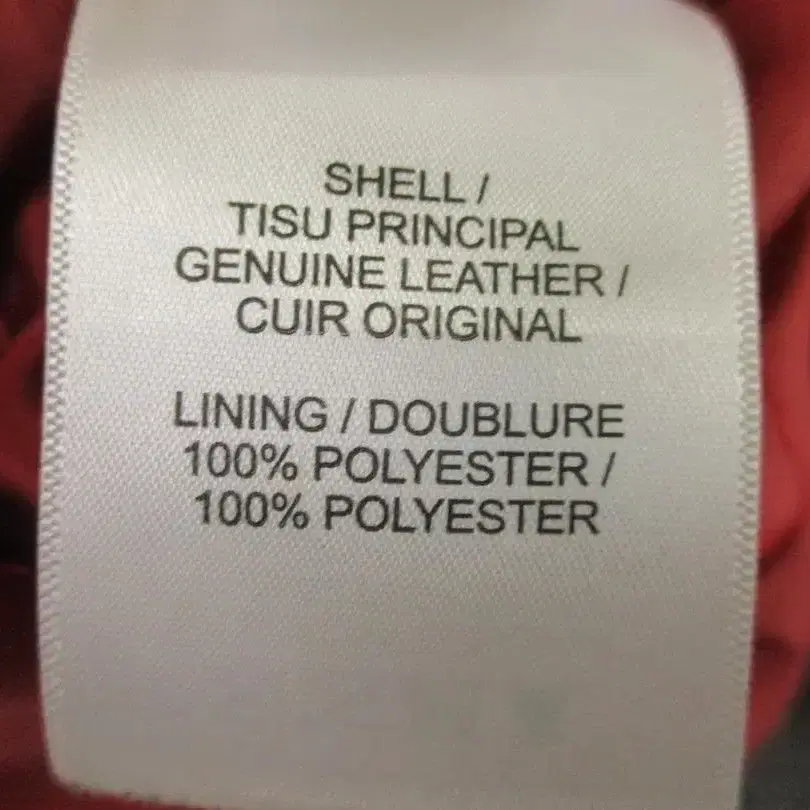 SHELL /
TISU PRINCIPAL
GENUINE LEATHER /
CUIR ORIGINAL
LINING / DOUBLURE
100% POLYESTER /
100% POLYESTER